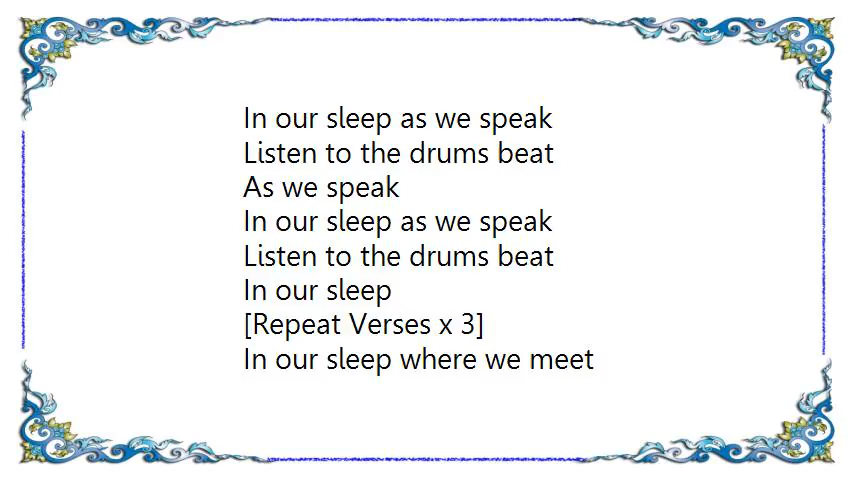 In our sleep as we speak
Listen to the drums beat
As we speak
In our sleep as we speak
Listen to the drums beat
In our sleep
[Repeat Verses x 3]
In our sleep where we meet